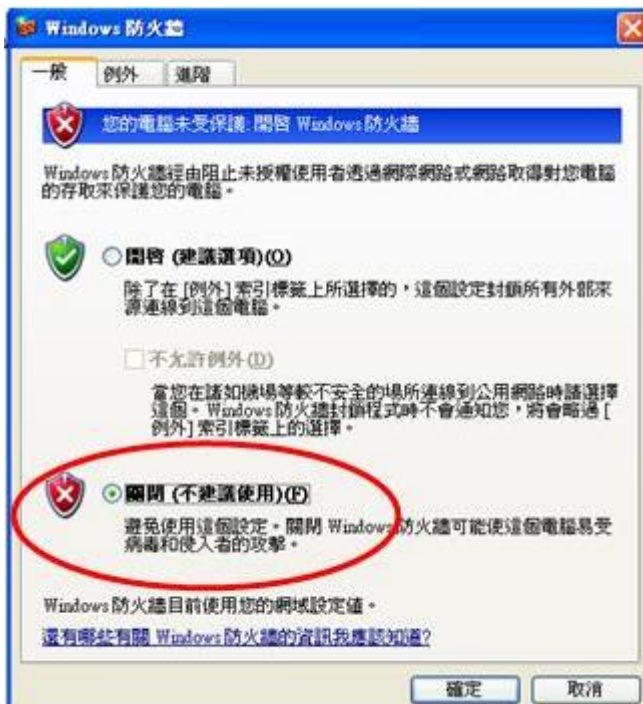 Windows 防火牆
一般 例外 進階
您的電腦未受保護: 開啓 Windows 防火牆
Windows 防火牆經由阻止未授權使用者透過網際網路或網路取得對您電腦
的存取來保護您的電腦。
開啓 (建議選項)(O)
除了在 [例外] 索引標籤上所選擇的，這個設定封鎖所有外部來
源連線到這個電腦。
不允許例外(D)
當您在諸如機場等較不安全的場所連線到公用網路時請選擇
這個。Windows 防火牆封鎖程式時不會通知您，將會略過 [
例外] 索引標籤上的選擇。
關閉 (不建議使用)(F)
避免使用這個設定。關閉 Windows 防火牆可能使這個電腦易受
病毒和侵入者的攻擊。
Windows 防火牆目前使用您的網域設定値。
還有哪些有關 Windows 防火牆的資訊我應該知道?
確定 取消